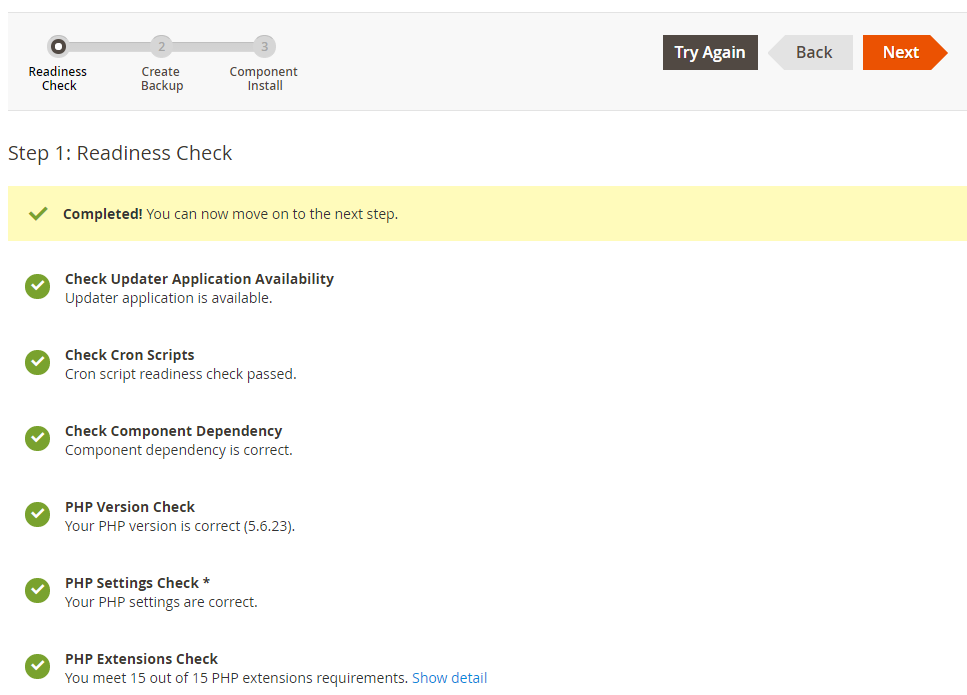 2
3
Readiness
Check
Create
Backup
Component
Install
Try Again
Back
Next
Step 1: Readiness Check
Completed! You can now move on to the next step.
Check Updater Application Availability
Updater application is available.
Check Cron Scripts
Cron script readiness check passed.
Check Component Dependency
Component dependency is correct.
PHP Version Check
Your PHP version is correct (5.6.23).
PHP Settings Check *
Your PHP settings are correct.
PHP Extensions Check
You meet 15 out of 15 PHP extensions requirements. Show detail